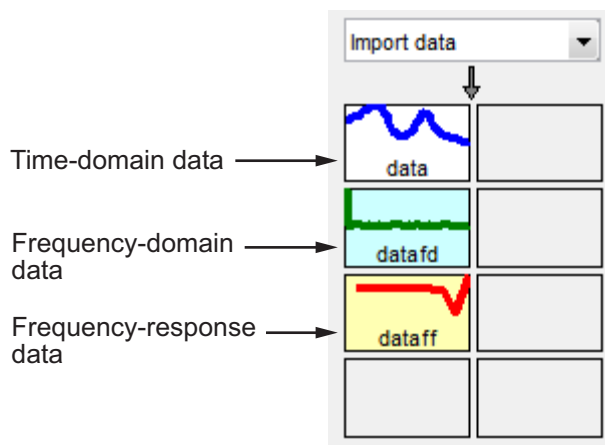 Import data
Time-domain data
data
Frequency-domain
data
datafd
Frequency-response
data
dataff